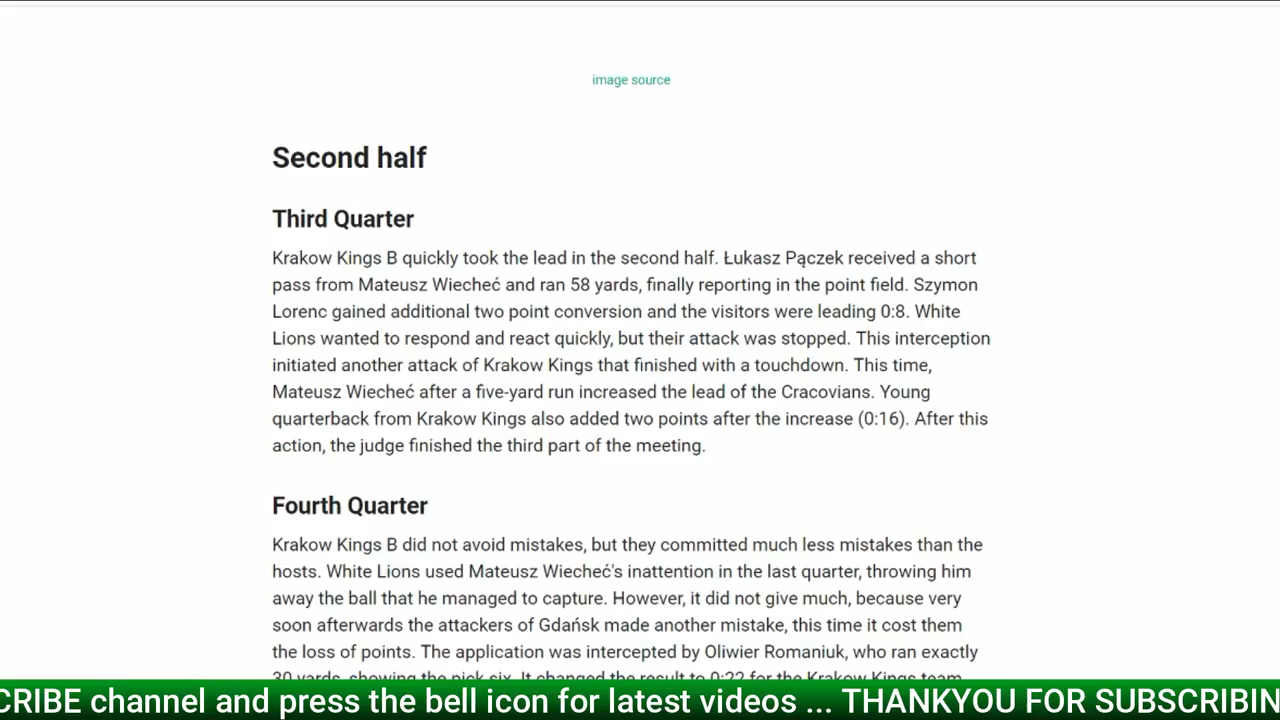 image source
Second half
Third Quarter
Krakow Kings B quickly took the lead in the second half. Łukasz Pączek received a short
pass from Mateusz Wiecheć and ran 58 yards, finally reporting in the point field. Szymon
Lorenc gained additional two point conversion and the visitors were leading 0:8. White
Lions wanted to respond and react quickly, but their attack was stopped. This interception
initiated another attack of Krakow Kings that finished with a touchdown. This time,
Mateusz Wiecheć after a five-yard run increased the lead of the Cracovians. Young
quarterback from Krakow Kings also added two points after the increase (0:16). After this
action, the judge finished the third part of the meeting.
Fourth Quarter
Krakow Kings B did not avoid mistakes, but they committed much less mistakes than the
hosts. White Lions used Mateusz Wiecheć's inattention in the last quarter, throwing him
away the ball that he managed to capture. However, it did not give much, because very
soon afterwards the attackers of Gdańsk made another mistake, this time it cost them
the loss of points. The application was intercepted by Oliwier Romaniuk, who ran exactly
30 yards, showing the pick six. It changed the result to 0:22 for the Krakow Kings team
CRIBE channel and press the bell icon for latest videos ... THANKYOU FOR SUBSCRIBIN